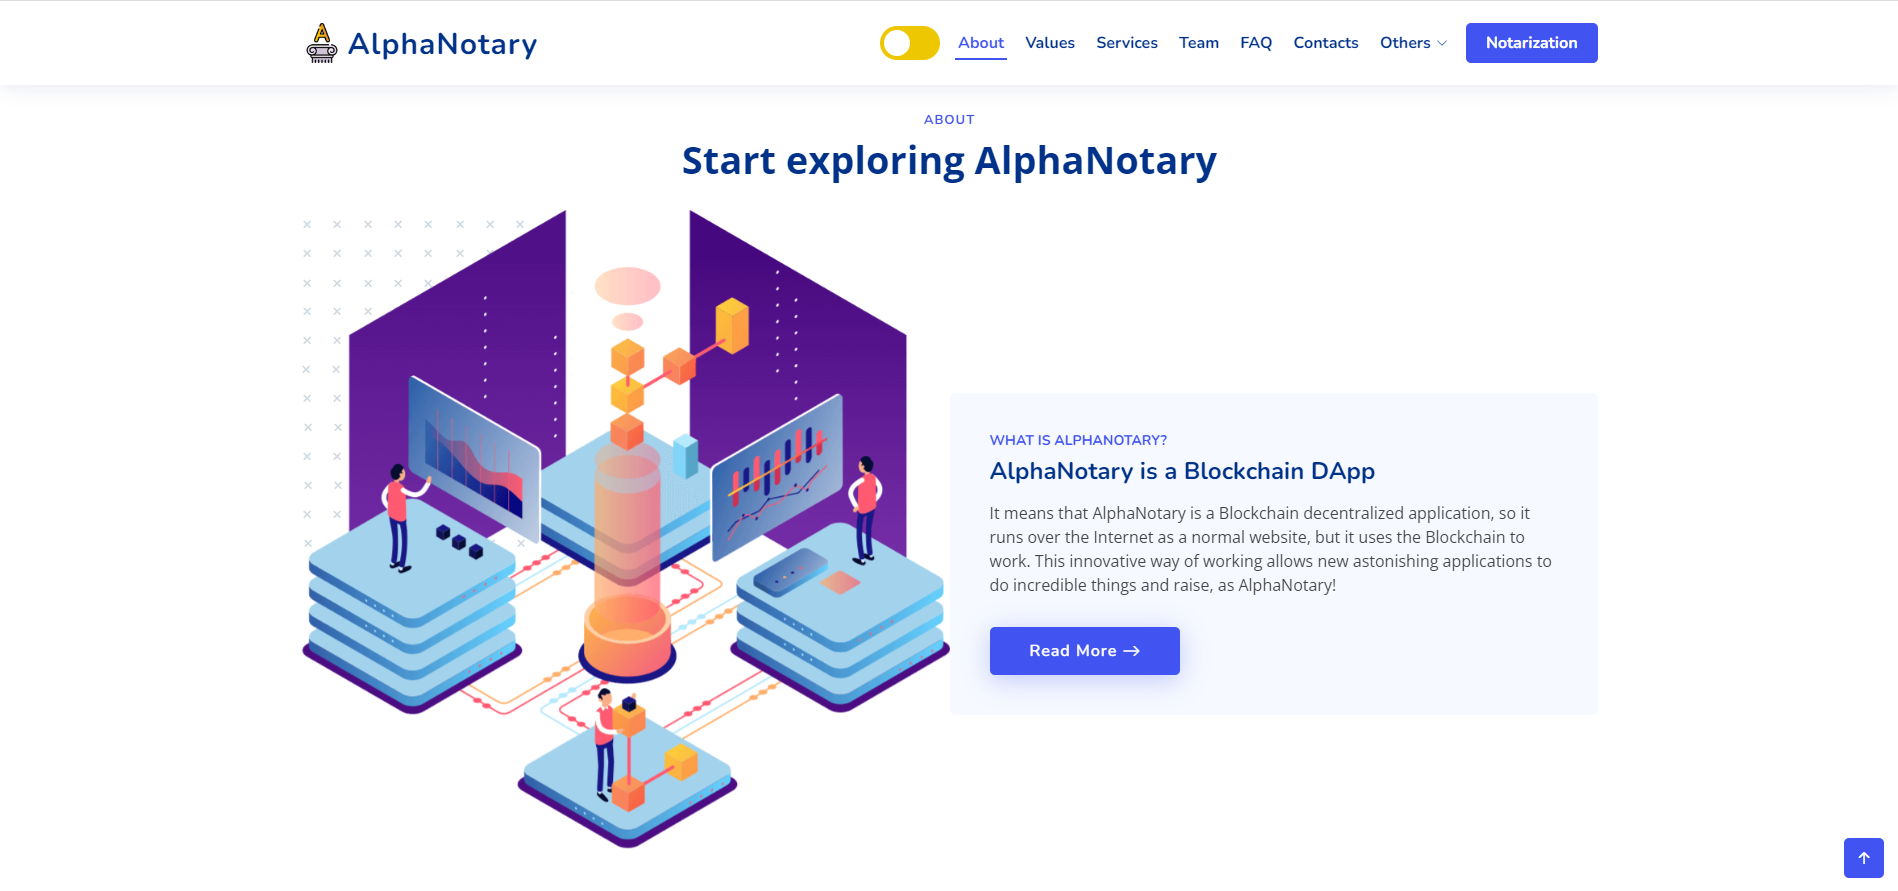 AlphaNotary
About Values Services Team FAQ Contacts Others Notarization
ABOUT
Start exploring AlphaNotary
WHAT IS ALPHANOTARY?
AlphaNotary is a Blockchain DApp
It means that AlphaNotary is a Blockchain decentralized application, so it
runs over the Internet as a normal website, but it uses the Blockchain to
work. This innovative way of working allows new astonishing applications to
do incredible things and raise, as AlphaNotary!
Read More →